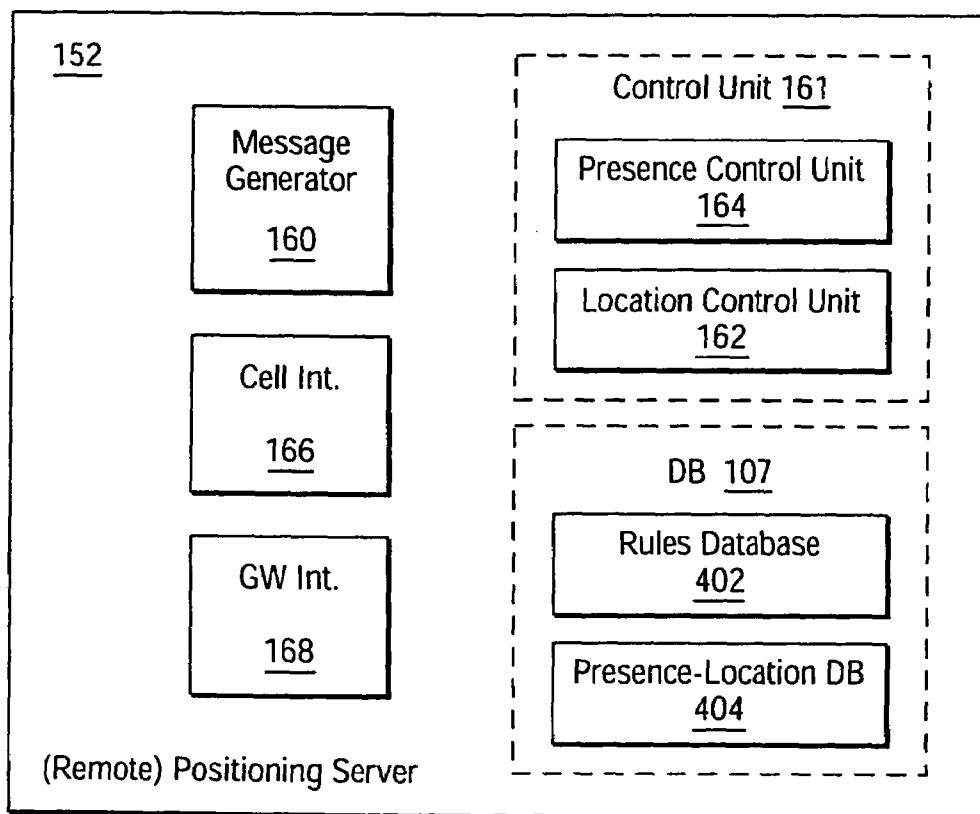 152
Message
Generator
160
Cell Int.
166
GW Int.
168
(Remote) Positioning Server
Control Unit 161
Presence Control Unit
164
Location Control Unit
162
DB 107
Rules Database
402
Presence-Location DB
404